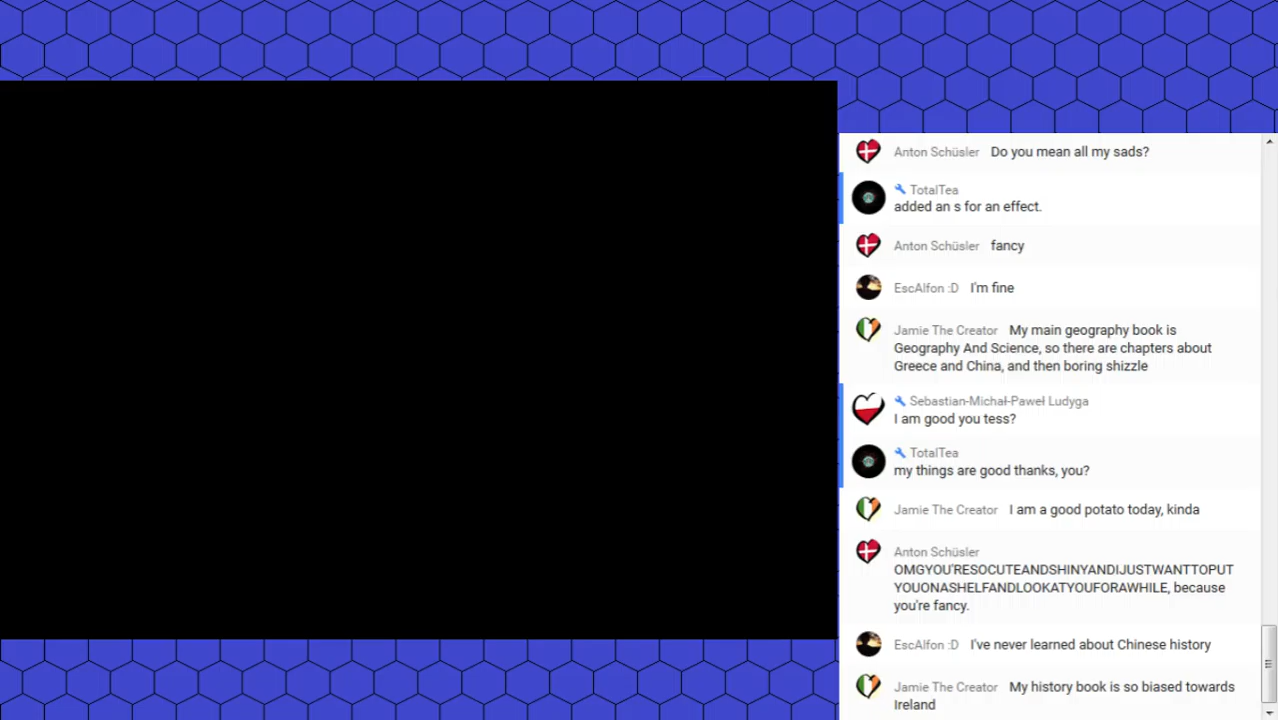 Anton Schüsler Do you mean all my sads?
TotalTea
added an s for an effect.
Anton Schüsler fancy
EscAlfon :D I'm fine
Jamie The Creator My main geography book is
Geography And Science, so there are chapters about
Greece and China, and then boring shizzle
Sebastian-Michał-Paweł Ludyga
I am good you tess?
TotalTea
my things are good thanks, you?
Jamie The Creator I am a good potato today, kinda
Anton Schüsler
OMGYOU'RESOCUTEANDSHINYANDIJUSTWANTTOPUT
YOUONASHELFANDLOOKATYOUFORAWHILE, because
you're fancy.
EscAlfon :D I've never learned about Chinese history
Jamie The Creator My history book is so biased towards
Ireland